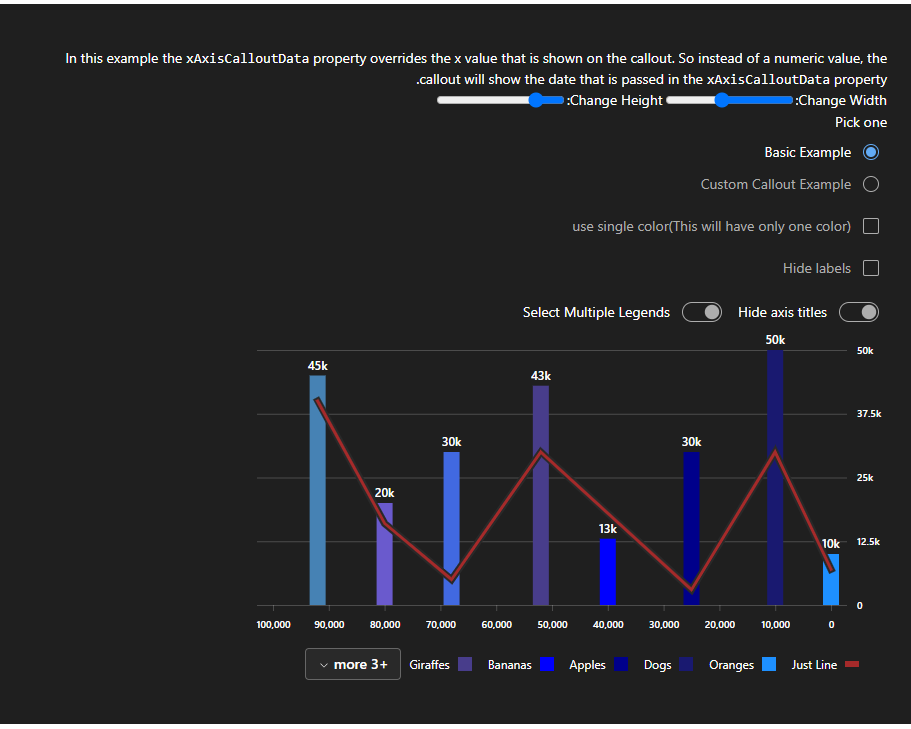 In this example the xAxisCalloutData property overrides the x value that is shown on the callout. So instead of a numeric value, the
.callout will show the date that is passed in the xAxisCalloutData property
:Change Height :Change Width
Pick one
Basic Example
Custom Callout Example
use single color(This will have only one color)
Hide labels
Select Multiple Legends Hide axis titles
50k
50k
45k
43k
37.5k
30k
30k
25k
20k
13k
12.5k
10k
0
100,000 90,000 80,000 70,000 60,000 50,000 40,000 30,000 20,000 10,000 0
more 3+ Giraffes Bananas Apples Dogs Oranges Just Line